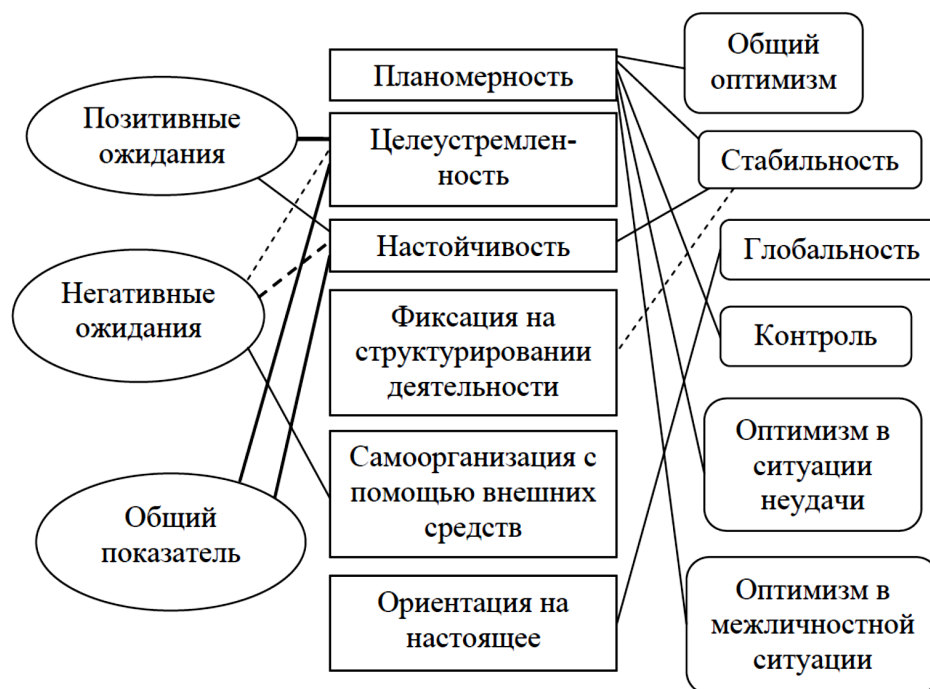 Позитивные
ожидания
Негативные
ожидания
Общий
показатель
Планомерность
Целеустремлен-
ность
Настойчивость
Фиксация на
структурировании
деятельности
Самоорганизация с
помощью внешних
средств
Ориентация на
настоящее
Общий
оптимизм
Стабильность
Глобальность
Контроль
Оптимизм в
ситуации
неудачи
Оптимизм в
межличностной
ситуации